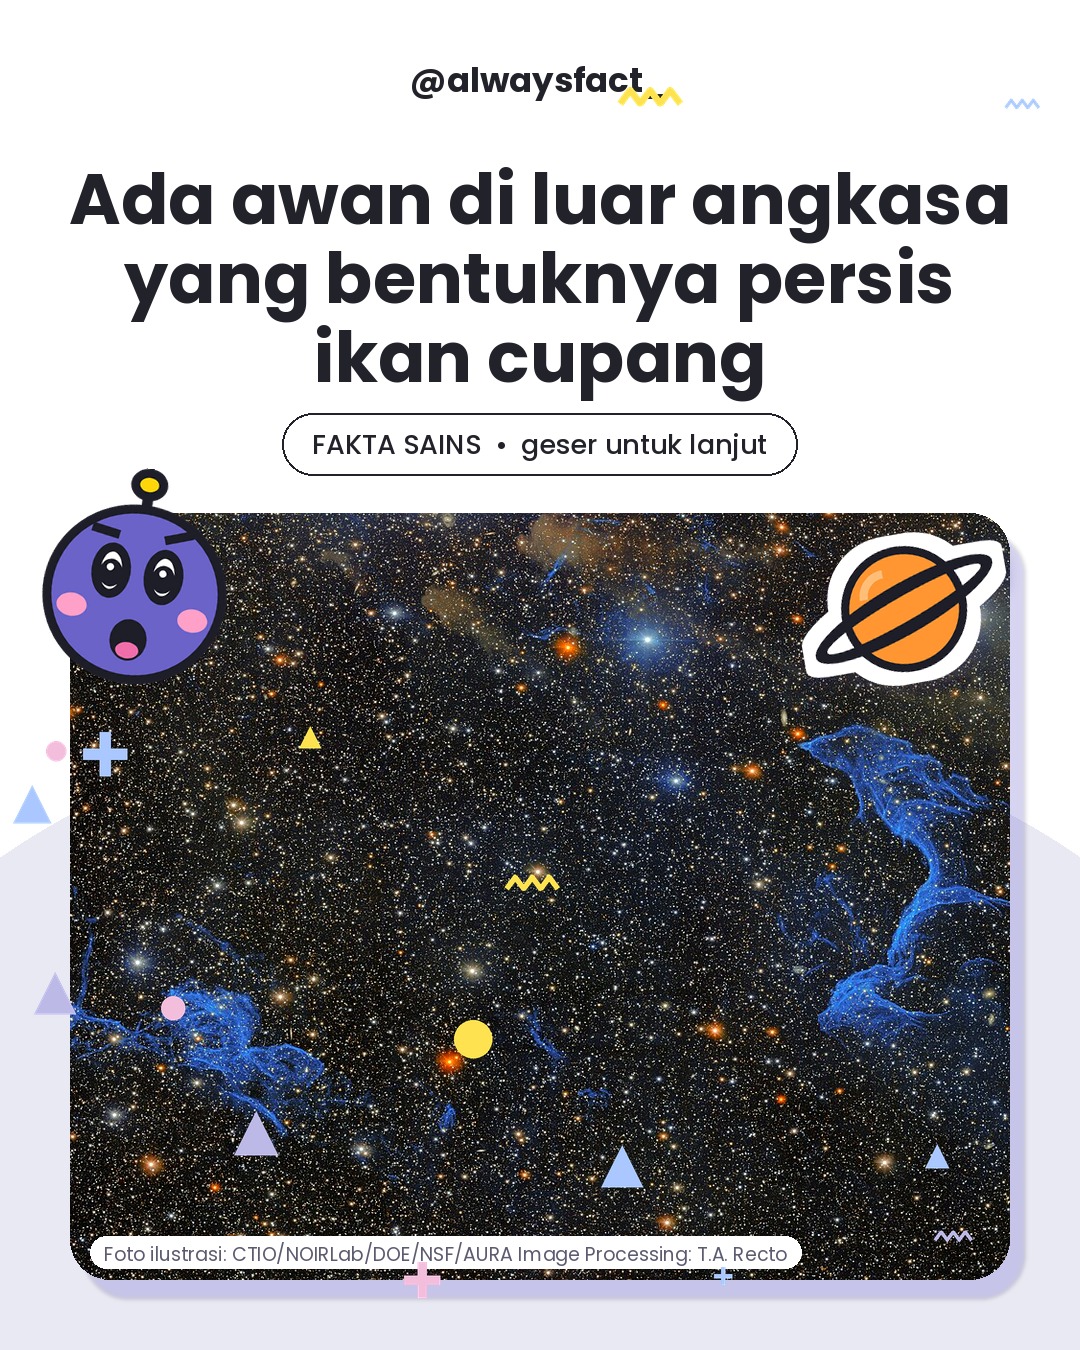 @alwaysfact__
Ada awan di luar angkasa
yang bentuknya persis
ikan cupang
FAKTA SAINS • geser untuk lanjut
Foto ilustrasi: CTIO/NOIRLab/DOE/NSF/AURA Image Processing: T.A. Recto